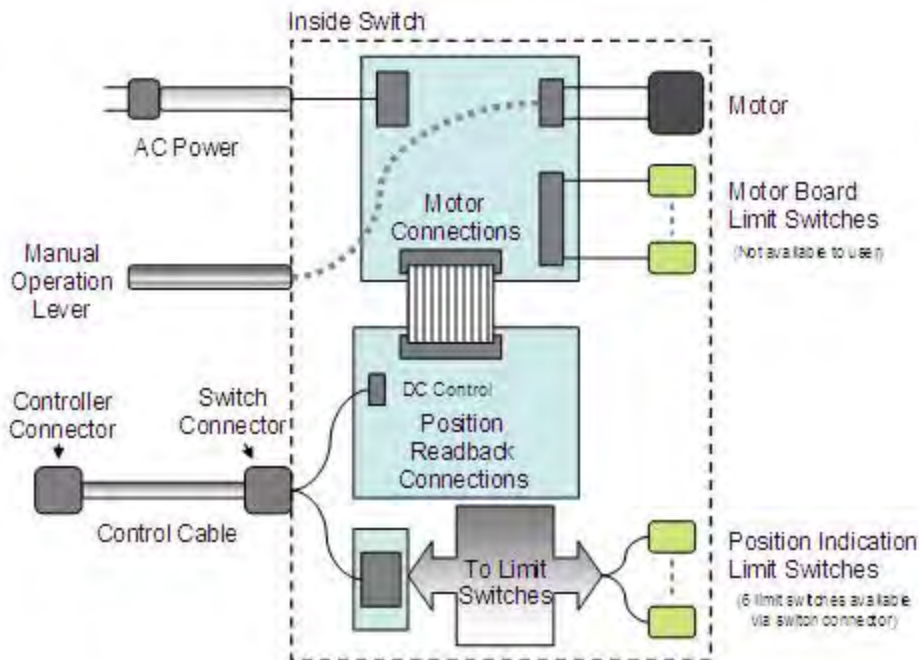 Inside Switch
AC Power
Motor
Motor Board
Limit Switches
(Not available to user)
Motor
Connections
Manual
Operation
Lever
DC Control
Position
Readback
Connections
Controller
Connector
Switch
Connector
Control Cable
To Limit
Switches
Position Indication
Limit Switches
(6 limit switches available
via switch connector)